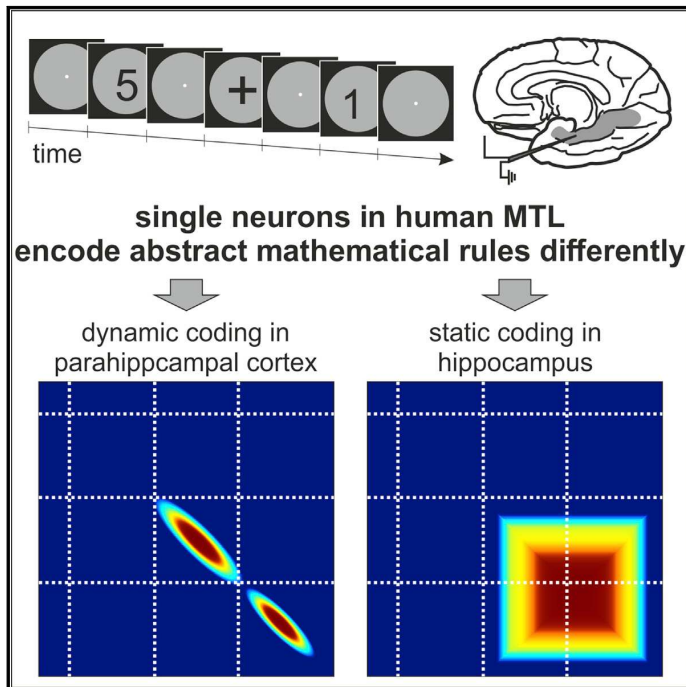 5
+
1
time
single neurons in human MTL
encode abstract mathematical rules differently
dynamic coding in
parahippcampal cortex
static coding in
hippocampus